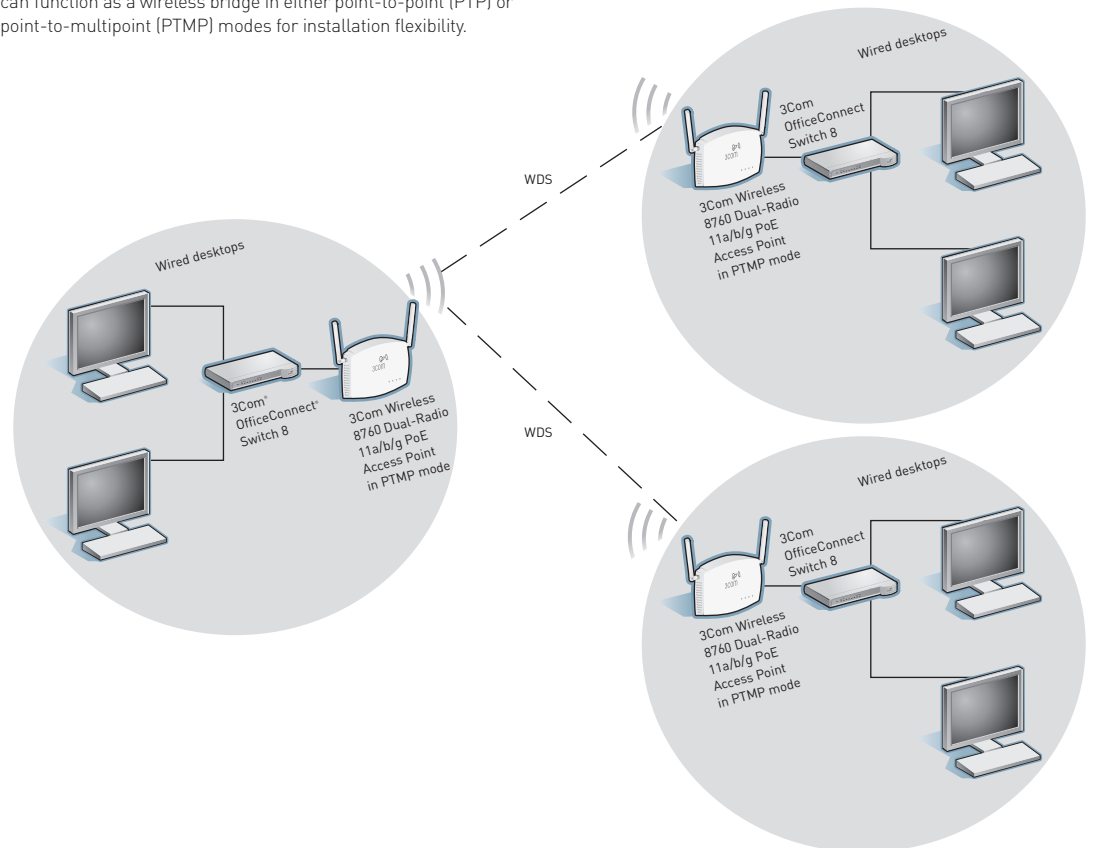 can function as a wireless bridge in either point-to-point (PTP) or
point-to-multipoint (PTMP) modes for installation flexibility.
Wired desktops
3Com
OfficeConnect
Switch 8
3com
3Com Wireless
8760 Dual-Radio
11a/b/g PoE
Access Point
in PTMP mode
WDS
Wired desktops
3Com®
OfficeConnect®
Switch 8
3com
3Com Wireless
8760 Dual-Radio
11a/b/g PoE
Access Point
in PTMP mode
WDS
Wired desktops
3Com
OfficeConnect
Switch 8
3com
3Com Wireless
8760 Dual-Radio
11a/b/g PoE
Access Point
in PTMP mode